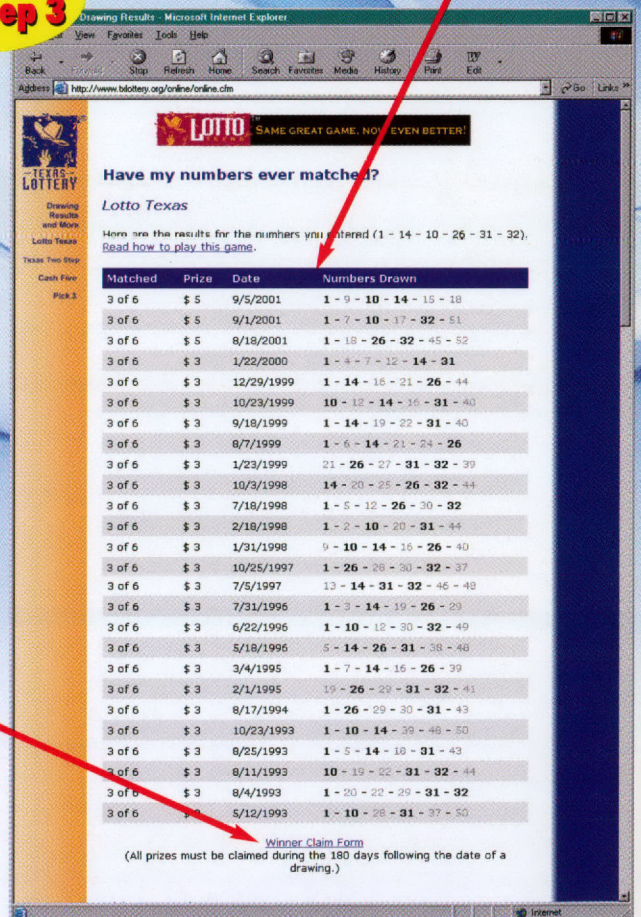 ep 3
Drawing Results - Microsoft Internet Explorer
View Favorites Tools Help
Back Stop Refresh Home Search Favorites Media History Print Edit
Address http://www.txlottery.org/online/online.cfm Go Links »
LOTTO TEXAS SAME GREAT GAME. NOW EVEN BETTER!
TEXAS
LOTTERY
Drawing
Results
and More
Lotto Texas
Texas Two Step
Cash Five
Pick 3
Have my numbers ever matched?
Lotto Texas
Here are the results for the numbers you entered (1 - 14 - 10 - 26 - 31 - 32).
Read how to play this game.
Matched Prize Date Numbers Drawn
3 of 6 $ 5 9/5/2001 1 - 9 - 10 - 14 - 15 - 18
3 of 6 $ 5 9/1/2001 1 - 7 - 10 - 17 - 32 - 51
3 of 6 $ 5 8/18/2001 1 - 18 - 26 - 32 - 45 - 52
3 of 6 $ 3 1/22/2000 1 - 4 - 7 - 12 - 14 - 31
3 of 6 $ 3 12/29/1999 1 - 14 - 16 - 21 - 26 - 44
3 of 6 $ 3 10/23/1999 10 - 12 - 14 - 16 - 31 - 40
3 of 6 $ 3 9/18/1999 1 - 14 - 19 - 22 - 31 - 40
3 of 6 $ 3 8/7/1999 1 - 6 - 14 - 21 - 24 - 26
3 of 6 $ 3 1/23/1999 21 - 26 - 27 - 31 - 32 - 39
3 of 6 $ 3 10/3/1998 14 - 20 - 25 - 26 - 32 - 44
3 of 6 $ 3 7/18/1998 1 - 5 - 12 - 26 - 30 - 32
3 of 6 $ 3 2/18/1998 1 - 2 - 10 - 20 - 31 - 44
3 of 6 $ 3 1/31/1998 9 - 10 - 14 - 16 - 26 - 40
3 of 6 $ 3 10/25/1997 1 - 26 - 28 - 30 - 32 - 37
3 of 6 $ 3 7/5/1997 13 - 14 - 31 - 32 - 46 - 48
3 of 6 $ 3 7/31/1996 1 - 3 - 14 - 19 - 26 - 29
3 of 6 $ 3 6/22/1996 1 - 10 - 12 - 30 - 32 - 49
3 of 6 $ 3 5/18/1996 5 - 14 - 26 - 31 - 38 - 48
3 of 6 $ 3 3/4/1995 1 - 7 - 14 - 16 - 26 - 39
3 of 6 $ 3 2/1/1995 19 - 26 - 29 - 31 - 32 - 41
3 of 6 $ 3 8/17/1994 1 - 26 - 29 - 30 - 31 - 43
3 of 6 $ 3 10/23/1993 1 - 10 - 14 - 39 - 48 - 50
3 of 6 $ 3 8/25/1993 1 - 5 - 14 - 18 - 31 - 43
3 of 6 $ 3 8/11/1993 10 - 19 - 22 - 31 - 32 - 44
3 of 6 $ 3 8/4/1993 1 - 20 - 22 - 29 - 31 - 32
3 of 6 $ 5/12/1993 1 - 10 - 28 - 31 - 37 - 50
Winner Claim Form
(All prizes must be claimed during the 180 days following the date of a
drawing.)
Internet